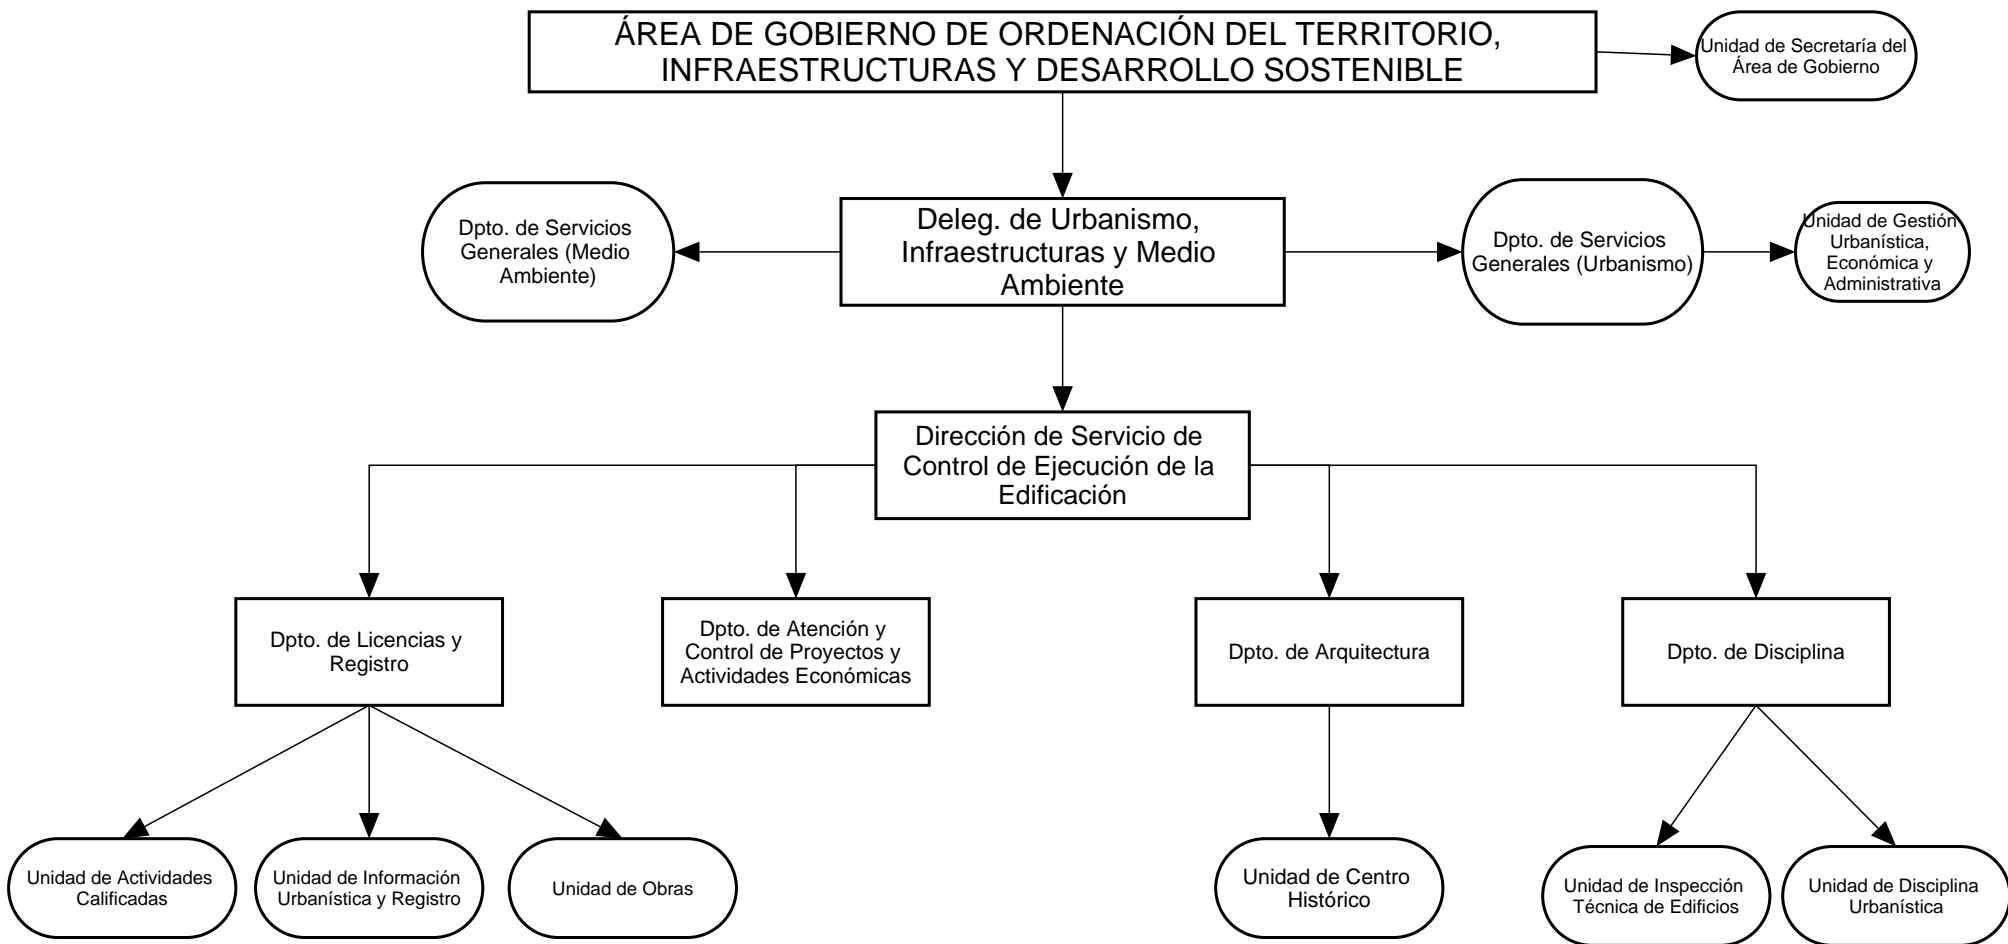 ÁREA DE GOBIERNO DE ORDENACIÓN DEL TERRITORIO,
INFRAESTRUCTURAS Y DESARROLLO SOSTENIBLE
Unidad de Secretaría del
Área de Gobierno
Dpto. de Servicios
Generales (Medio
Ambiente)
Deleg. de Urbanismo,
Infraestructuras y Medio
Ambiente
Dpto. de Servicios
Generales (Urbanismo)
Unidad de Gestión
Urbanística,
Económica y
Administrativa
Dirección de Servicio de
Control de Ejecución de la
Edificación
Dpto. de Licencias y
Registro
Dpto. de Atención y
Control de Proyectos y
Actividades Económicas
Dpto. de Arquitectura
Dpto. de Disciplina
Unidad de Actividades
Calificadas
Unidad de Información
Urbanística y Registro
Unidad de Obras
Unidad de Centro
Histórico
Unidad de Inspección
Técnica de Edificios
Unidad de Disciplina
Urbanística